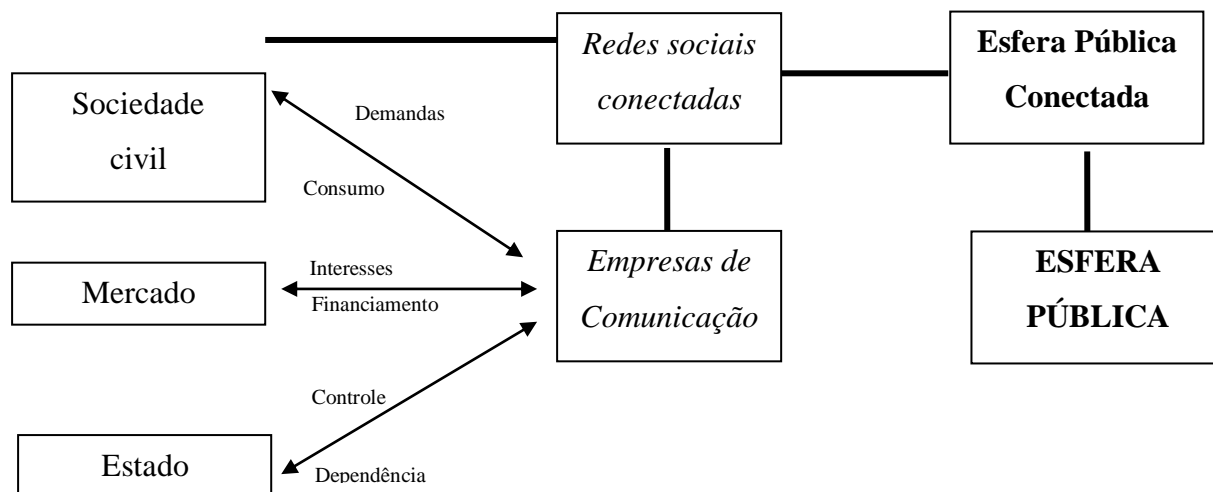 Redes sociais
conectadas
Esfera Pública
Conectada
Sociedade
civil
Demandas
Consumo
Mercado
Interesses
Financiamento
Empresas de
Comunicação
ESFERA
PÚBLICA
Controle
Estado
Dependência